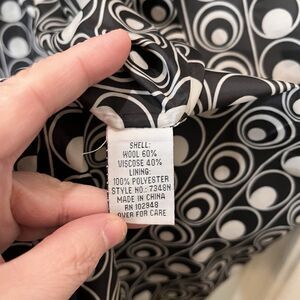 SHELL:
WOOL 60%
VISCOSE 40%
LINING:
100% POLYESTER
STYLE NO.: 7348N
MADE IN CHINA
RN 102948
OVER FOR CARE